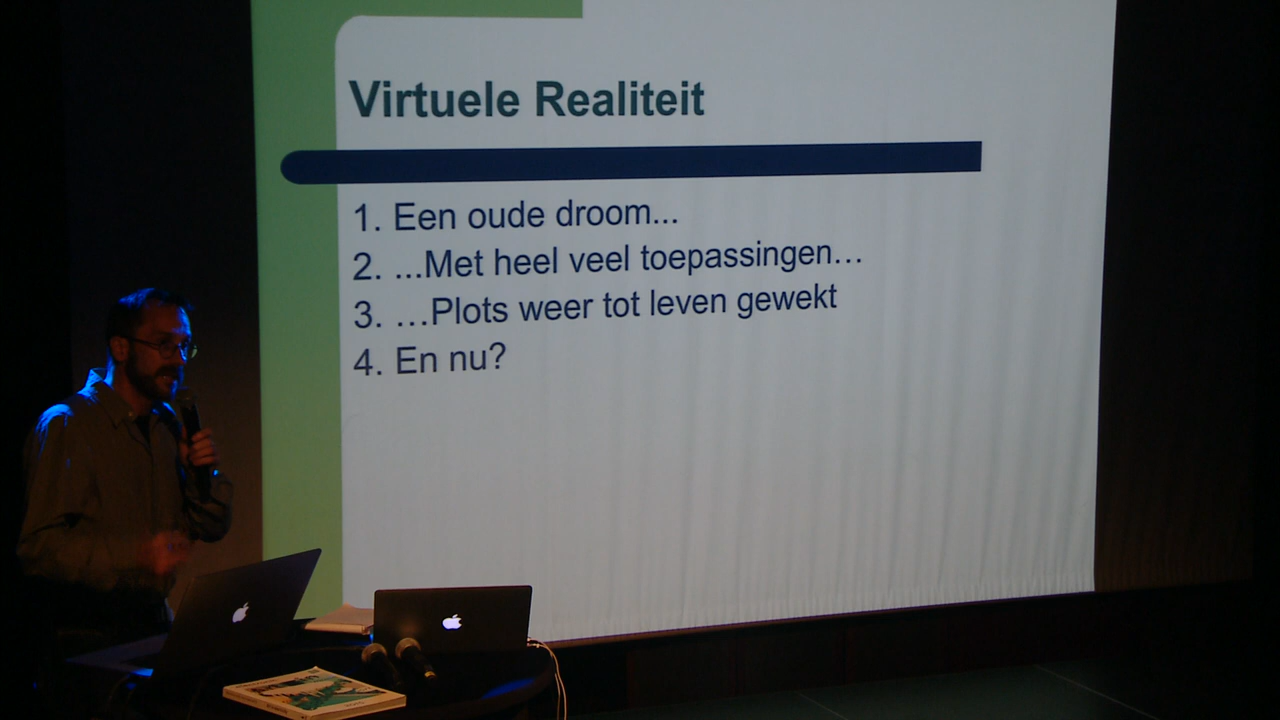 Virtuele Realiteit
1. Een oude droom...
2. ...Met heel veel toepassingen...
3. ...Plots weer tot leven gewekt
4. En nu?